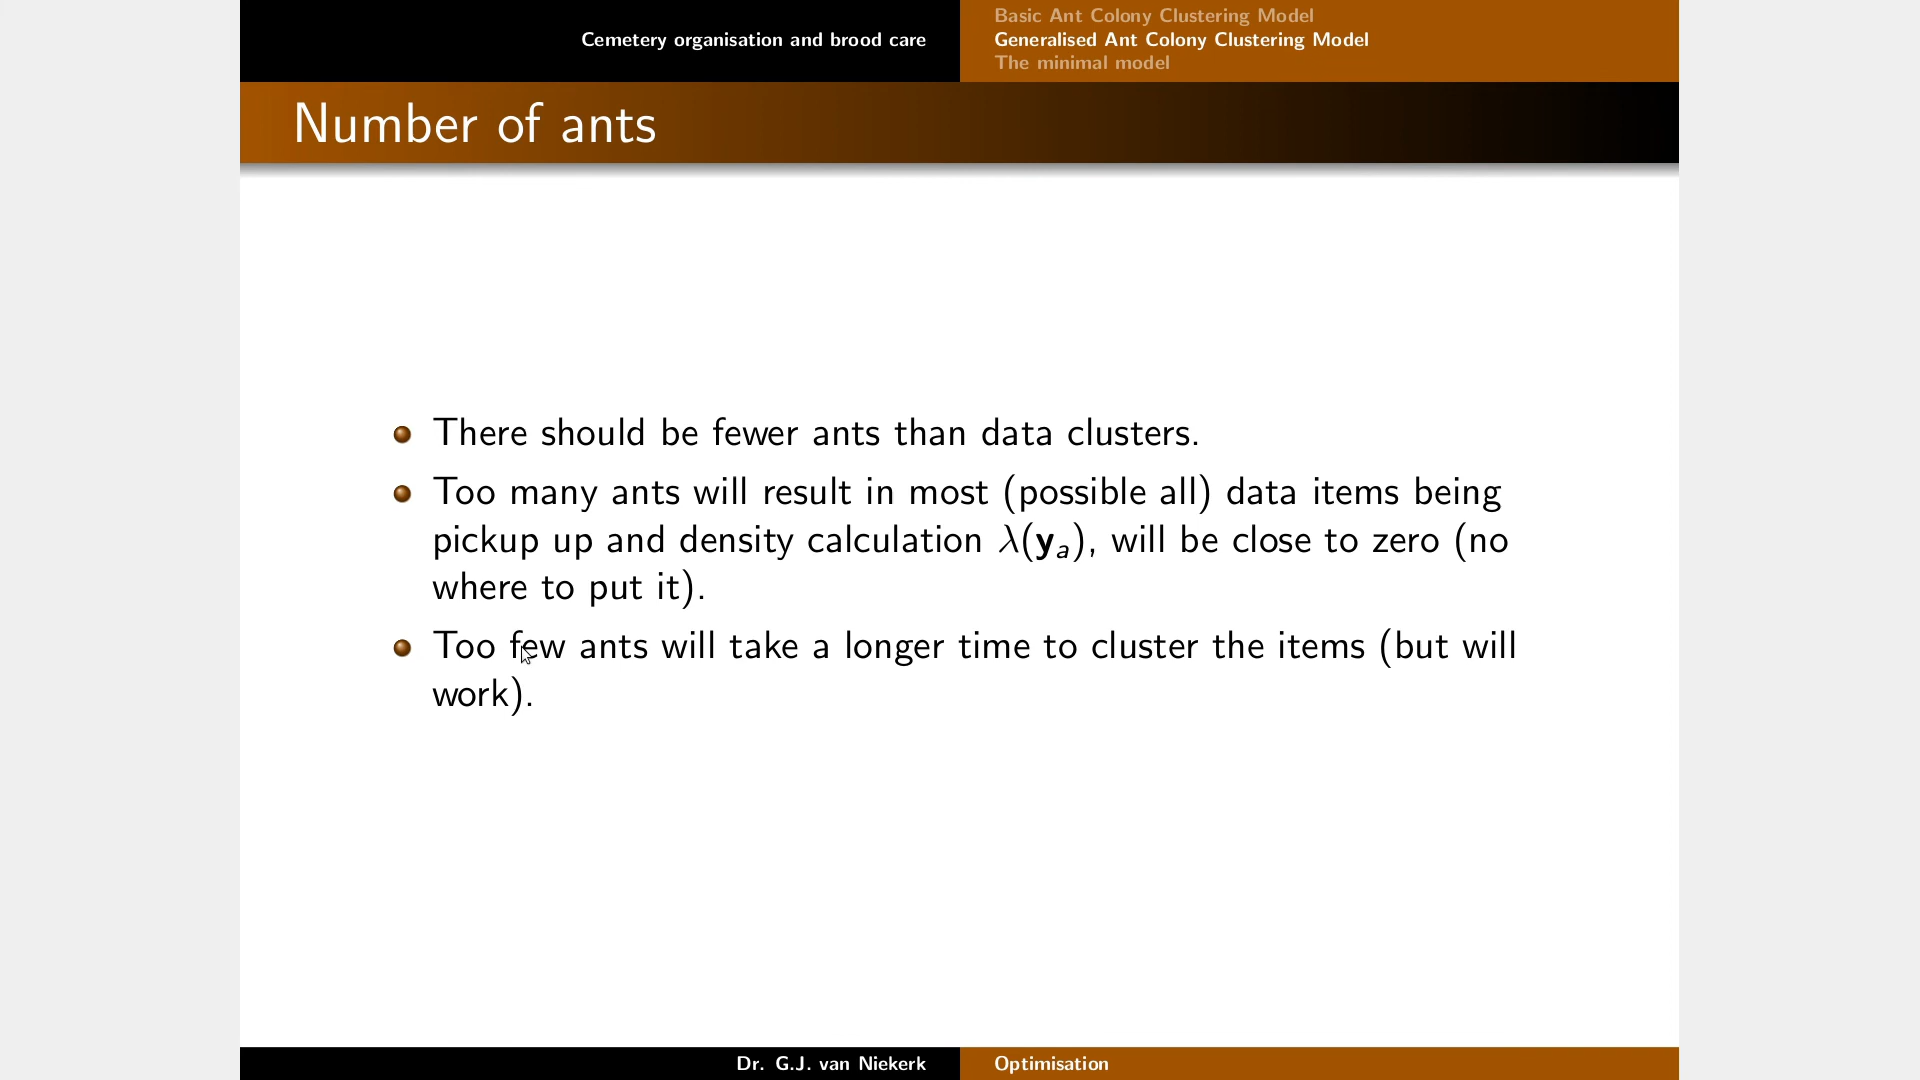 Cemetery organisation and brood care
Basic Ant Colony Clustering Model
Generalised Ant Colony Clustering Model
The minimal model
Number of ants
There should be fewer ants than data clusters.
Too many ants will result in most (possible all) data items being
pickup up and density calculation λ(yₐ), will be close to zero (no
where to put it).
Too few ants will take a longer time to cluster the items (but will
work).
Dr. G.J. van Niekerk
Optimisation